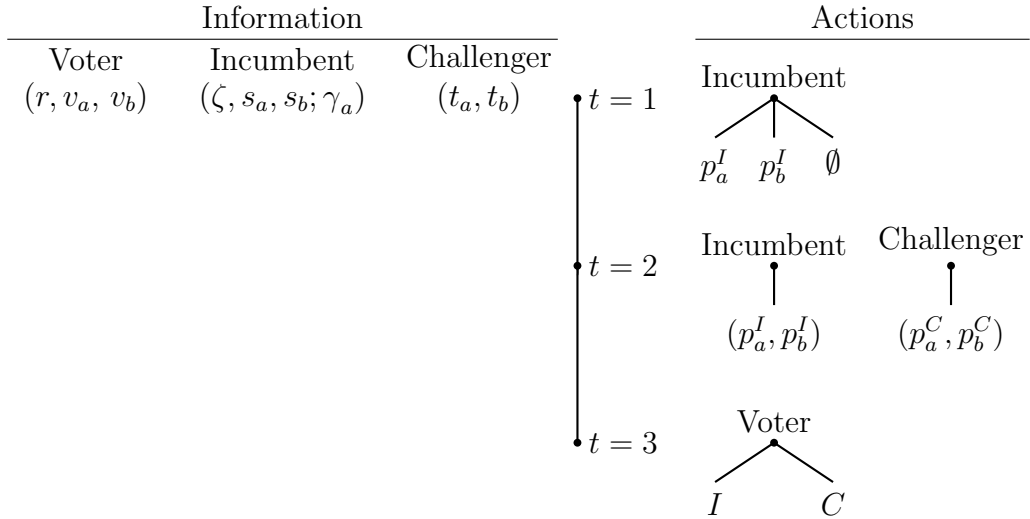 Information Actions
Voter Incumbent Challenger
(r, v_a, v_b) (ζ, s_a, s_b; γ_a) (t_a, t_b)
Incumbent
t = 1
p_a^I p_b^I ∅
Incumbent Challenger
t = 2
(p_a^I, p_b^I) (p_a^C, p_b^C)
Voter
t = 3
I C